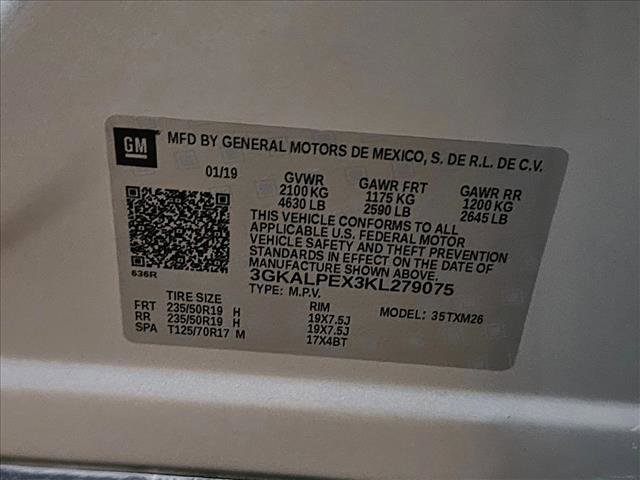 GM MFD BY GENERAL MOTORS DE MEXICO, S. DE R.L. DE C.V.
01/19 GVWR GAWR FRT GAWR RR
2100 KG 1175 KG 1200 KG
4630 LB 2590 LB 2645 LB
THIS VEHICLE CONFORMS TO ALL
APPLICABLE U.S. FEDERAL MOTOR
VEHICLE SAFETY AND THEFT PREVENTION
STANDARDS IN EFFECT ON THE DATE OF
MANUFACTURE SHOWN ABOVE.
636R 3GKALPEX3KL279075
TYPE: M.P.V.
TIRE SIZE RIM MODEL: 35TXM26
FRT 235/50R19 H 19X7.5J
RR 235/50R19 H 19X7.5J
SPA T125/70R17 M 17X4BT